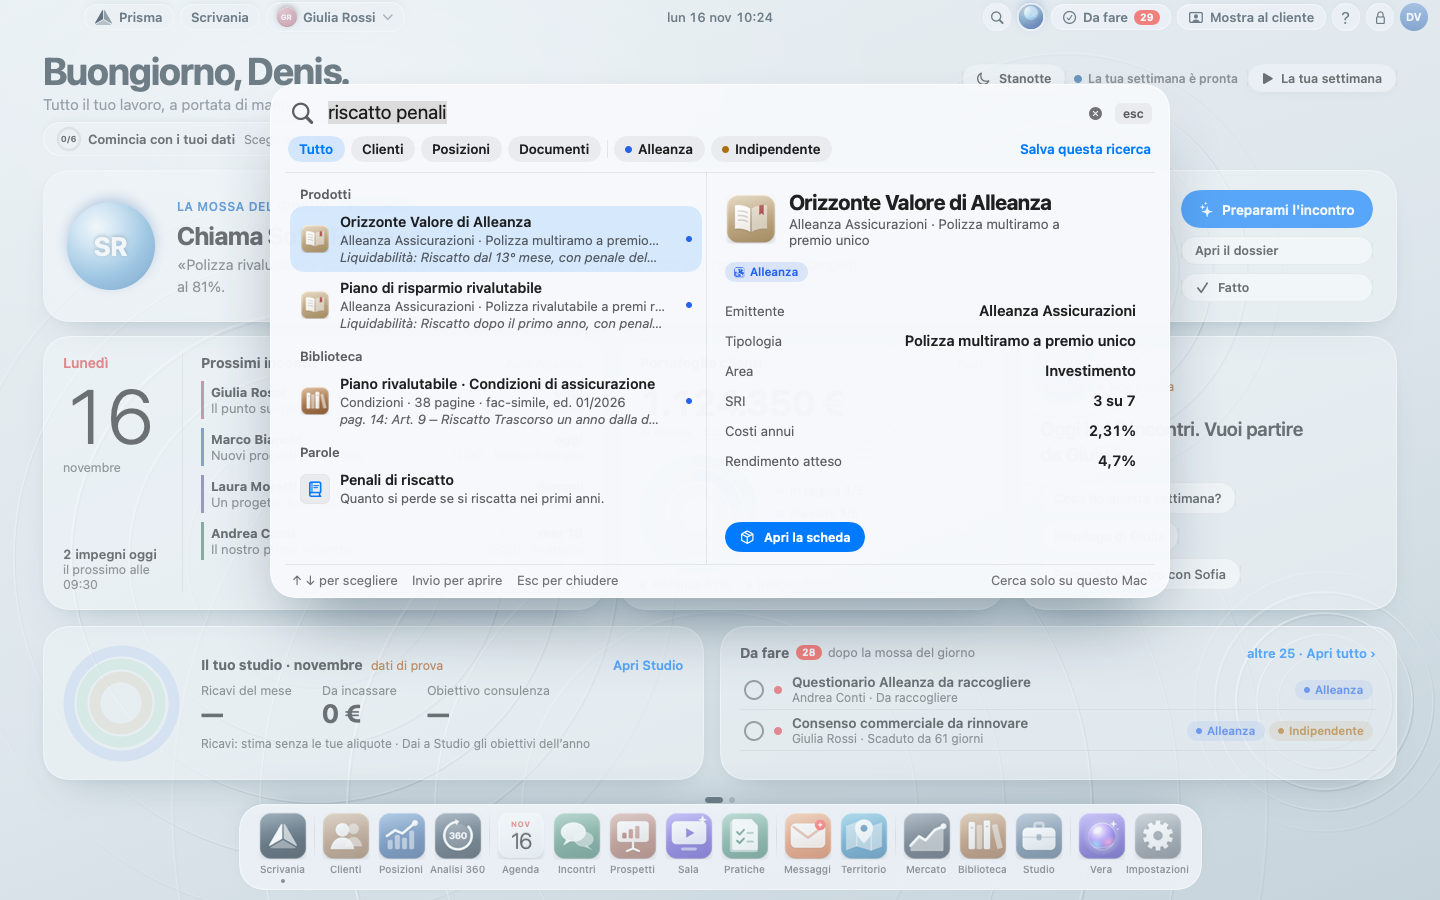 Prisma
Scrivania
GR Giulia Rossi
lun 16 nov 10:24
Da fare 29
Mostra al cliente
?
DV
Buongiorno, Denis.
Tutto il tuo lavoro, a portata di
Stanotte
La tua settimana è pronta
La tua settimana
0/6 Comincia con i tuoi dati
riscatto penali
esc
Tutto
Clienti
Posizioni
Documenti
Alleanza
Indipendente
Salva questa ricerca
SR
LA MOSSA
Chiama
«Polizza
al 81%.
Preparami l'incontro
Apri il dossier
Fatto
Prodotti
Orizzonte Valore di Alleanza
Alleanza Assicurazioni · Polizza multiramo a premio...
Liquidabilità: Riscatto dal 13° mese, con penale del...
Piano di risparmio rivalutabile
Alleanza Assicurazioni · Polizza rivalutabile a premi r...
Liquidabilità: Riscatto dopo il primo anno, con penal...
Biblioteca
Piano rivalutabile · Condizioni di assicurazione
Condizioni · 38 pagine · fac-simile, ed. 01/2026
pag. 14: Art. 9 – Riscatto Trascorso un anno dalla d...
Parole
Penali di riscatto
Quanto si perde se si riscatta nei primi anni.
Orizzonte Valore di Alleanza
Alleanza Assicurazioni · Polizza multiramo a
premio unico
Alleanza
Emittente Alleanza Assicurazioni
Tipologia Polizza multiramo a premio unico
Area Investimento
SRI 3 su 7
Costi annui 2,31%
Rendimento atteso 4,7%
Apri la scheda
↑ ↓ per scegliere
Invio per aprire
Esc per chiudere
Cerca solo su questo Mac
Lunedì
16
novembre
2 impegni oggi
il prossimo alle
09:30
Prossimi
Giulia
Il punto
Marco
Nuovi
Laura
Un
Andrea
Il nostro
Vuoi partire
settimana?
con Sofia
Il tuo studio · novembre dati di prova
Apri Studio
Ricavi del mese
—
Da incassare
0 €
Obiettivo consulenza
—
Ricavi: stima senza le tue aliquote · Dai a Studio gli obiettivi dell'anno
Da fare 28 dopo la mossa del giorno
altre 25 · Apri tutto ›
Questionario Alleanza da raccogliere
Andrea Conti · Da raccogliere
Alleanza
Consenso commerciale da rinnovare
Giulia Rossi · Scaduto da 61 giorni
Alleanza
Indipendente
360
NOV
16
Scrivania
Clienti
Posizioni
Analisi 360
Agenda
Incontri
Prospetti
Sala
Pratiche
Messaggi
Territorio
Mercato
Biblioteca
Studio
Vera
Impostazioni